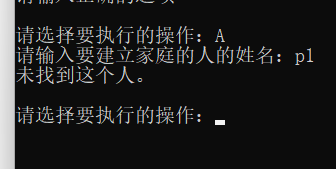 请选择要执行的操作：A
请输入要建立家庭的人的姓名：p1
未找到这个人。
请选择要执行的操作：